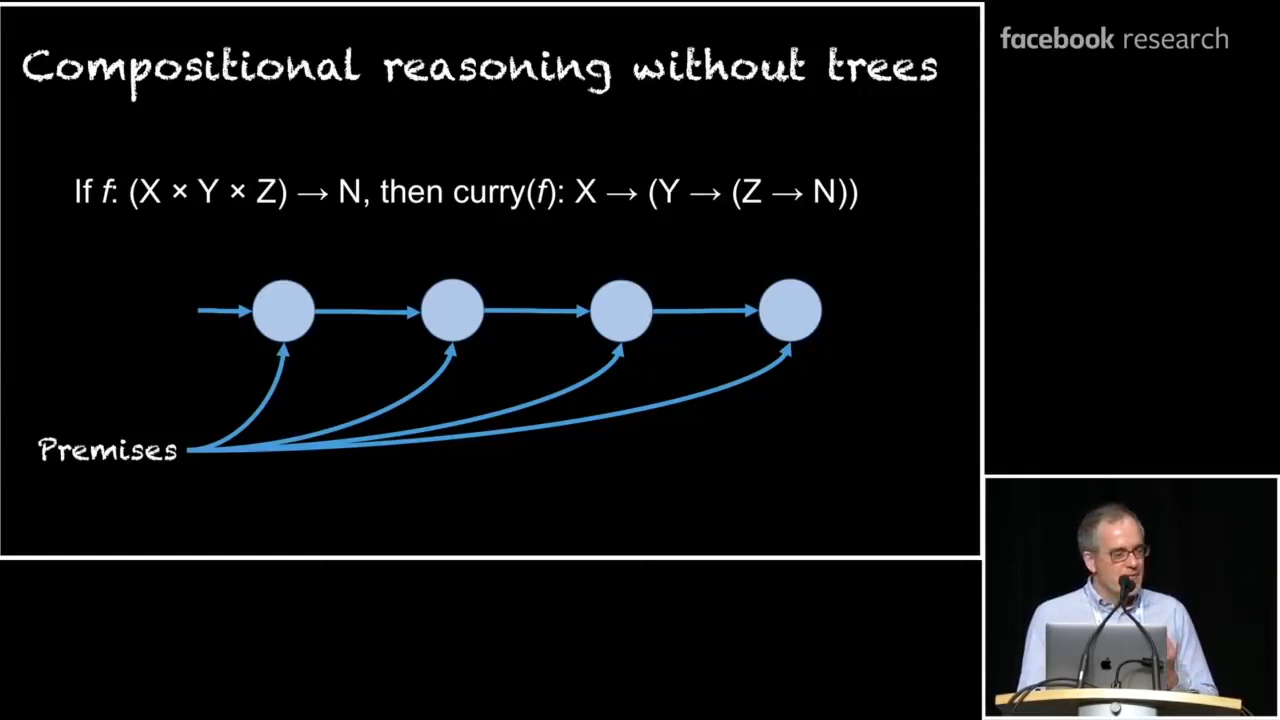 Compositional reasoning without trees
facebook research
If f: (X × Y × Z) → N, then curry(f): X → (Y → (Z → N))
Premises